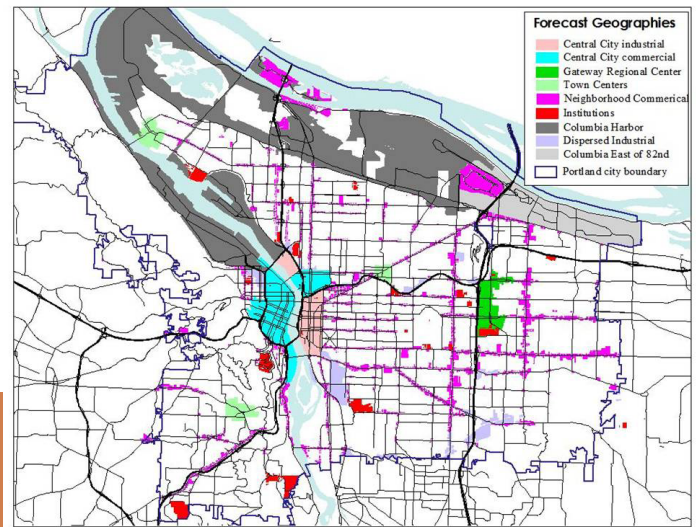 Forecast Geographies
Central City industrial
Central City commercial
Gateway Regional Center
Town Centers
Neighborhood Commerical
Institutions
Columbia Harbor
Dispersed Industrial
Columbia East of 82nd
Portland city boundary